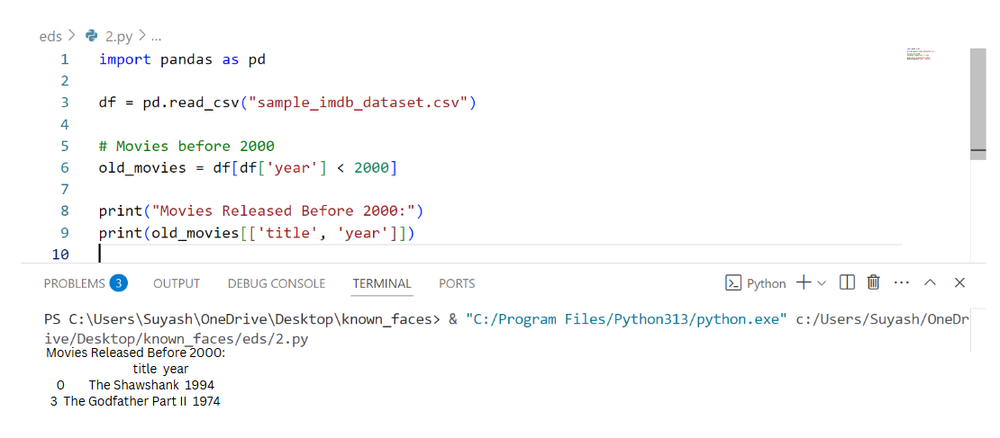 eds > 2.py > ...
1 import pandas as pd
2
3 df = pd.read_csv("sample_imdb_dataset.csv")
4
5 # Movies before 2000
6 old_movies = df[df['year'] < 2000]
7
8 print("Movies Released Before 2000:")
9 print(old_movies[['title', 'year']])
10
PROBLEMS 3 OUTPUT DEBUG CONSOLE TERMINAL PORTS Python
PS C:\Users\Suyash\OneDrive\Desktop\known_faces> & "C:/Program Files/Python313/python.exe" c:/Users/Suyash/OneDr
ive/Desktop/known_faces/eds/2.py
Movies Released Before 2000:
title year
0 The Shawshank 1994
3 The Godfather Part II 1974